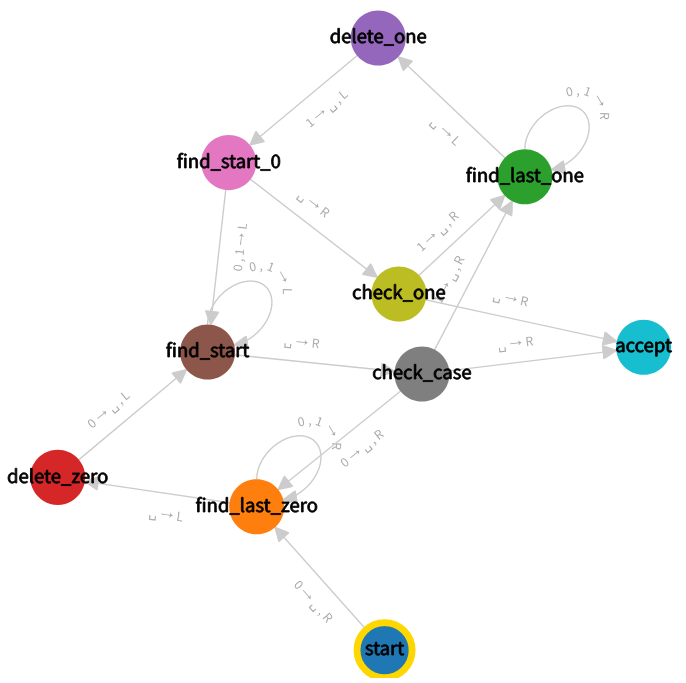 delete_one
0,1→R
1→␣,L
␣→L
find_start_0
find_last_one
␣→R
1→␣,R
0,1→L
0,1→L
→␣,R
check_one
␣→R
find_start
␣→R
␣→R
accept
check_case
0→␣,L
0,1→R
0→␣,R
delete_zero
find_last_zero
␣→L
0→␣,R
start